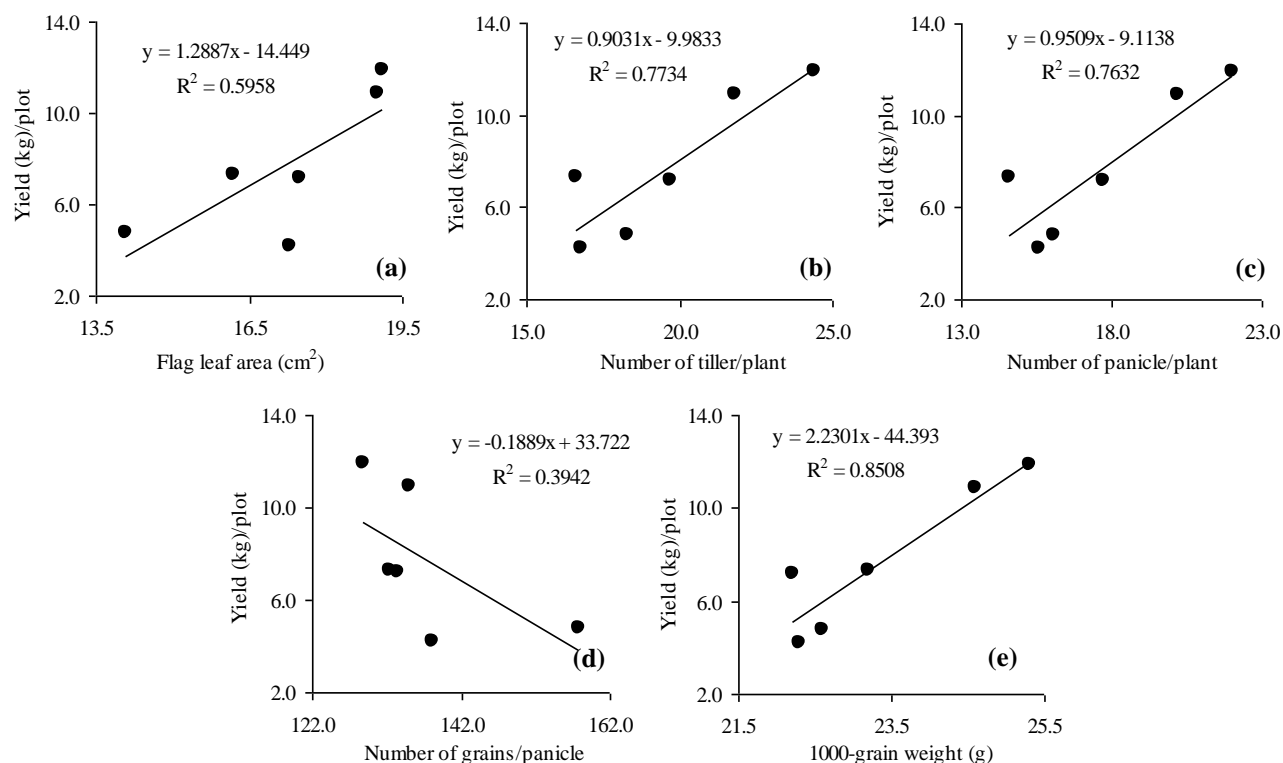 14.0
10.0
6.0
2.0
Yield (kg)/plot
y = 1.2887x - 14.449
R² = 0.5958
(a)
13.5 16.5 19.5
Flag leaf area (cm²)
14.0
10.0
6.0
2.0
Yield (kg)/plot
y = 0.9031x - 9.9833
R² = 0.7734
(b)
15.0 20.0 25.0
Number of tiller/plant
14.0
10.0
6.0
2.0
Yield (kg)/plot
y = 0.9509x - 9.1138
R² = 0.7632
(c)
13.0 18.0 23.0
Number of panicle/plant
14.0
10.0
6.0
2.0
Yield (kg)/plot
y = -0.1889x + 33.722
R² = 0.3942
(d)
122.0 142.0 162.0
Number of grains/panicle
14.0
10.0
6.0
2.0
Yield (kg)/plot
y = 2.2301x - 44.393
R² = 0.8508
(e)
21.5 23.5 25.5
1000-grain weight (g)